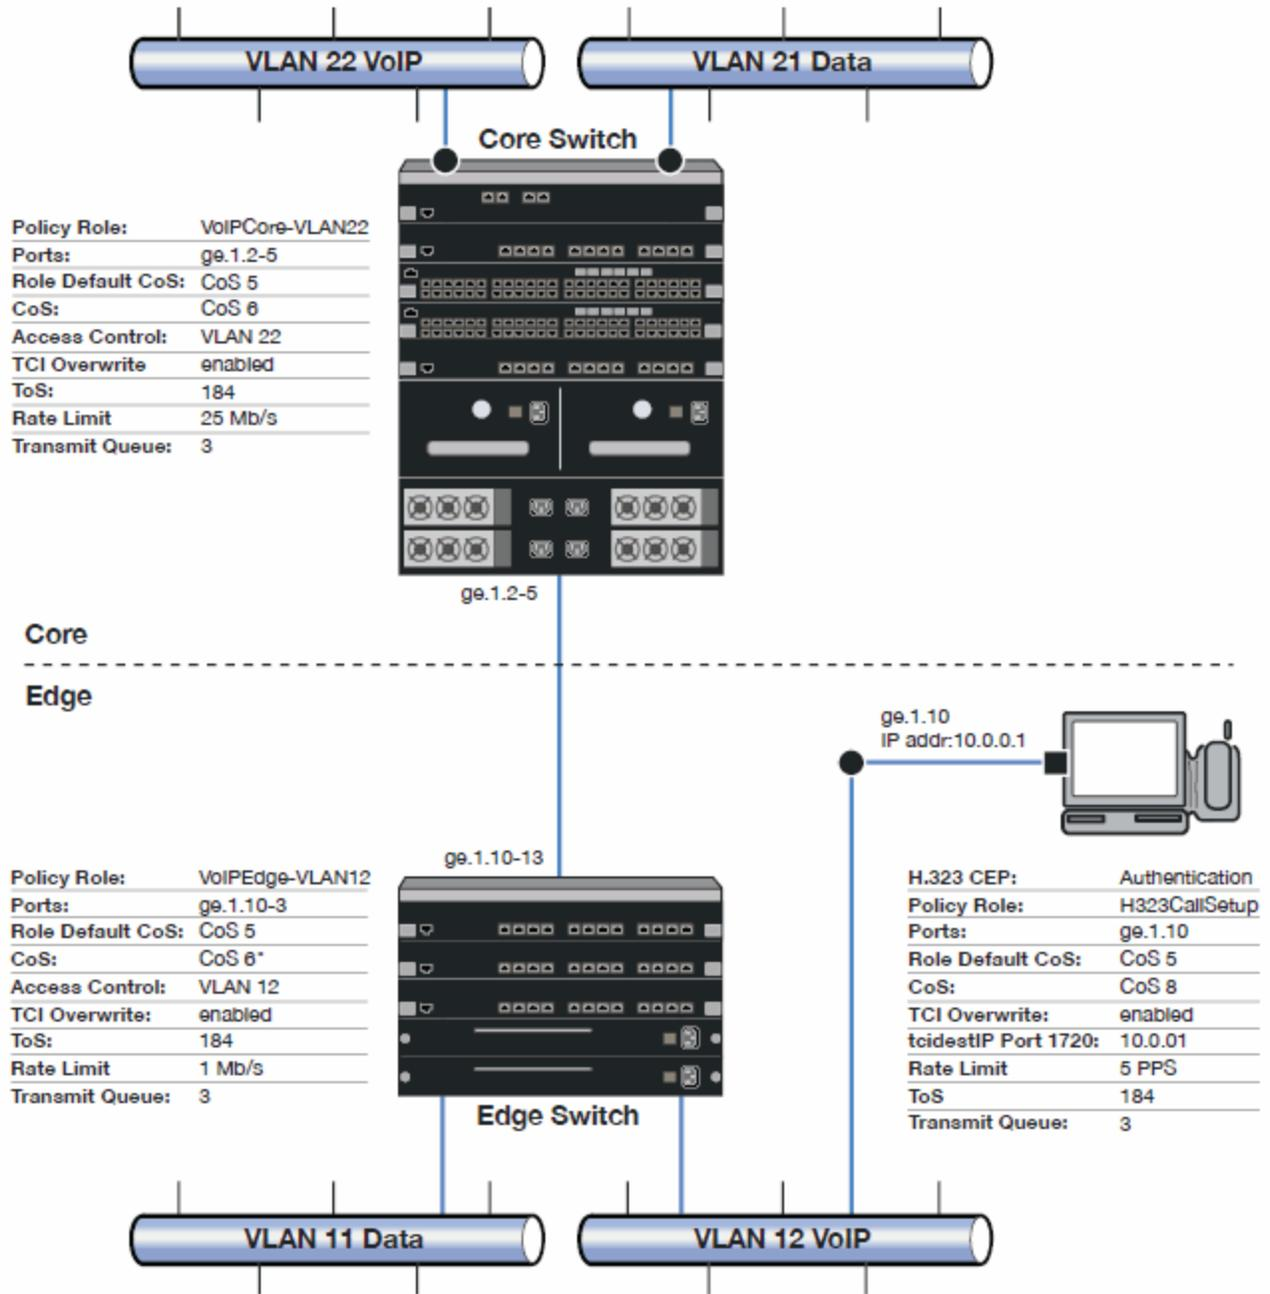 VLAN 22 VoIP
VLAN 21 Data
Core Switch
Policy Role: VoIPCore-VLAN22
Ports: ge.1.2-5
Role Default CoS: CoS 5
CoS: CoS 6
Access Control: VLAN 22
TCI Overwrite enabled
ToS: 184
Rate Limit 25 Mb/s
Transmit Queue: 3
ge.1.2-5
Core
Edge
ge.1.10
IP addr:10.0.0.1
ge.1.10-13
Policy Role: VoIPEdge-VLAN12
Ports: ge.1.10-3
Role Default CoS: CoS 5
CoS: CoS 6*
Access Control: VLAN 12
TCI Overwrite: enabled
ToS: 184
Rate Limit 1 Mb/s
Transmit Queue: 3
H.323 CEP: Authentication
Policy Role: H323CallSetup
Ports: ge.1.10
Role Default CoS: CoS 5
CoS: CoS 8
TCI Overwrite: enabled
tcidestIP Port 1720: 10.0.01
Rate Limit 5 PPS
ToS 184
Transmit Queue: 3
Edge Switch
VLAN 11 Data
VLAN 12 VoIP